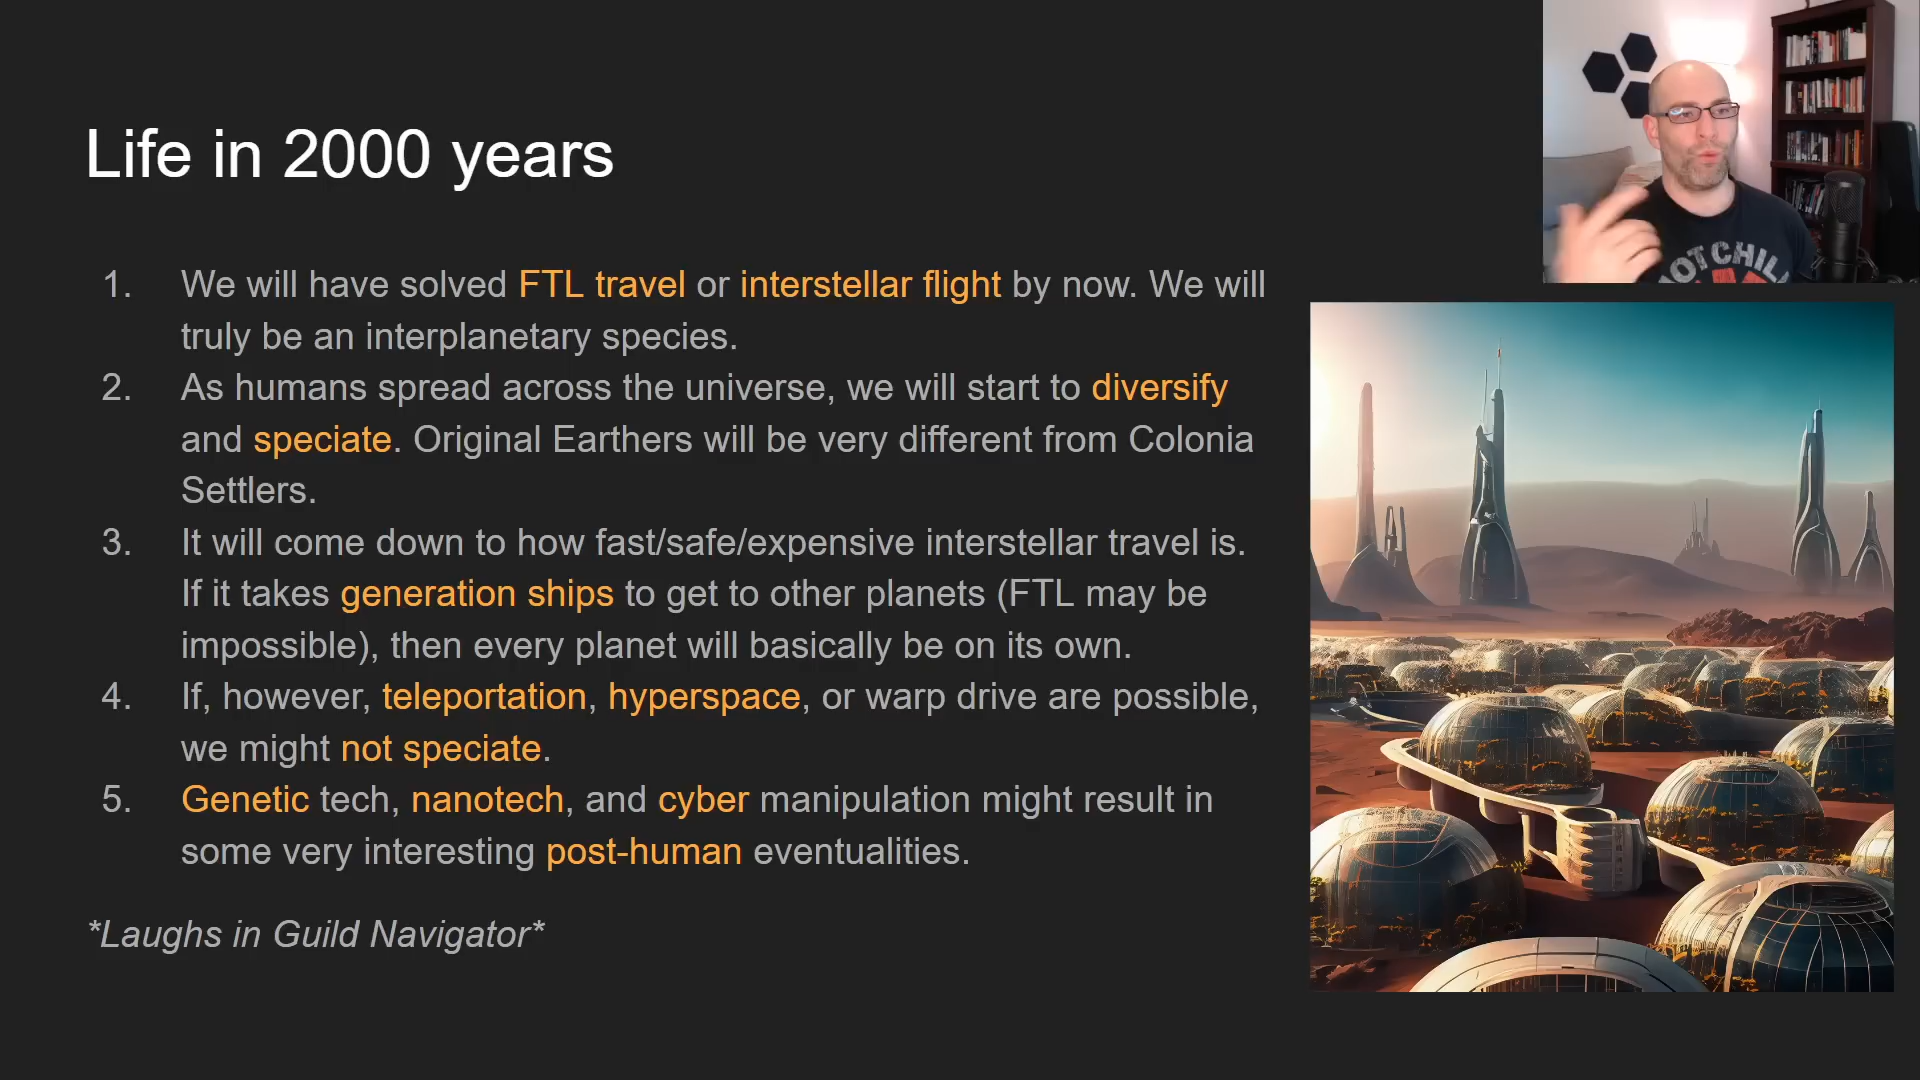 Life in 2000 years
1. We will have solved FTL travel or interstellar flight by now. We will
truly be an interplanetary species.
2. As humans spread across the universe, we will start to diversify
and speciate. Original Earthers will be very different from Colonia
Settlers.
3. It will come down to how fast/safe/expensive interstellar travel is.
If it takes generation ships to get to other planets (FTL may be
impossible), then every planet will basically be on its own.
4. If, however, teleportation, hyperspace, or warp drive are possible,
we might not speciate.
5. Genetic tech, nanotech, and cyber manipulation might result in
some very interesting post-human eventualities.
*Laughs in Guild Navigator*